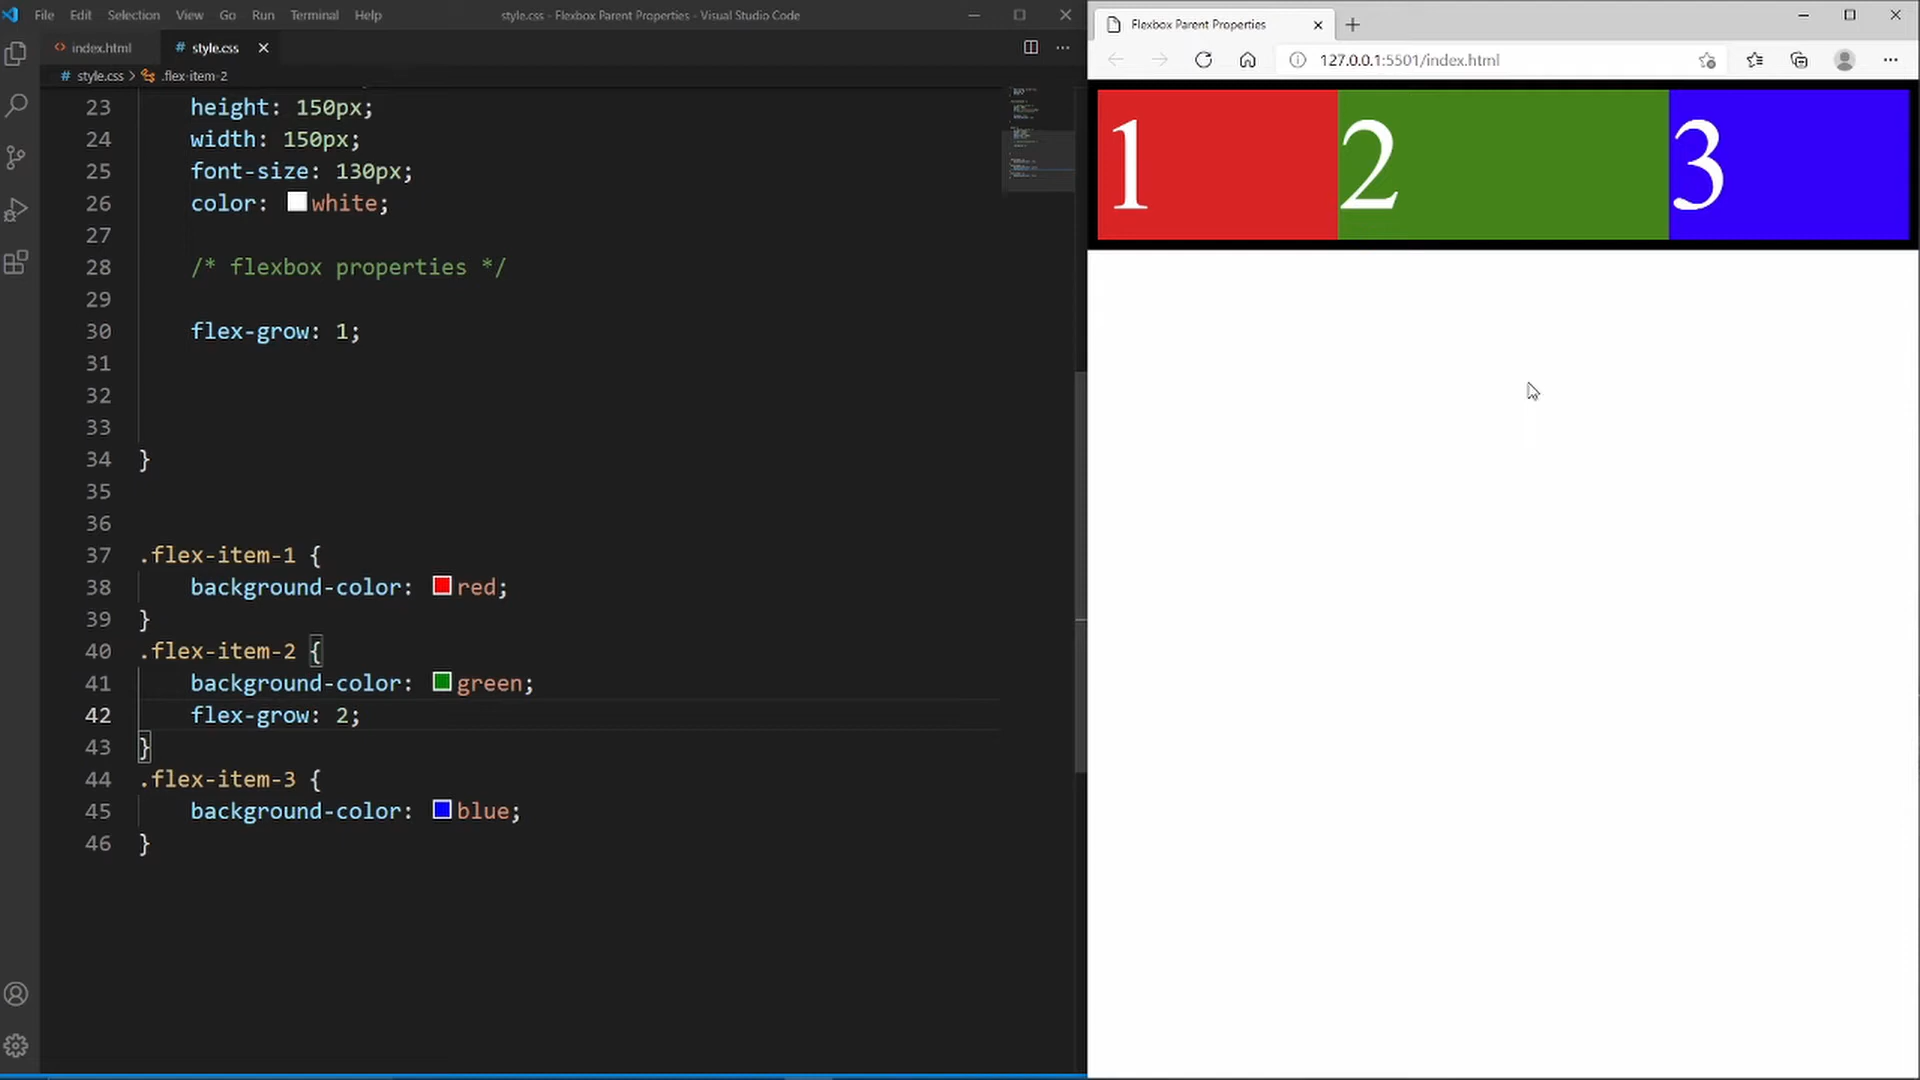 File Edit Selection View Go Run Terminal Help
style.css - Flexbox Parent Properties - Visual Studio Code
index.html
# style.css
# style.css > .flex-item-2
23 height: 150px;
24 width: 150px;
25 font-size: 130px;
26 color: white;
27
28 /* flexbox properties */
29
30 flex-grow: 1;
31
32
33
34 }
35
36
37 .flex-item-1 {
38 background-color: red;
39 }
40 .flex-item-2 {
41 background-color: green;
42 flex-grow: 2;
43 }
44 .flex-item-3 {
45 background-color: blue;
46 }
Flexbox Parent Properties
127.0.0.1:5501/index.html
1 2 3